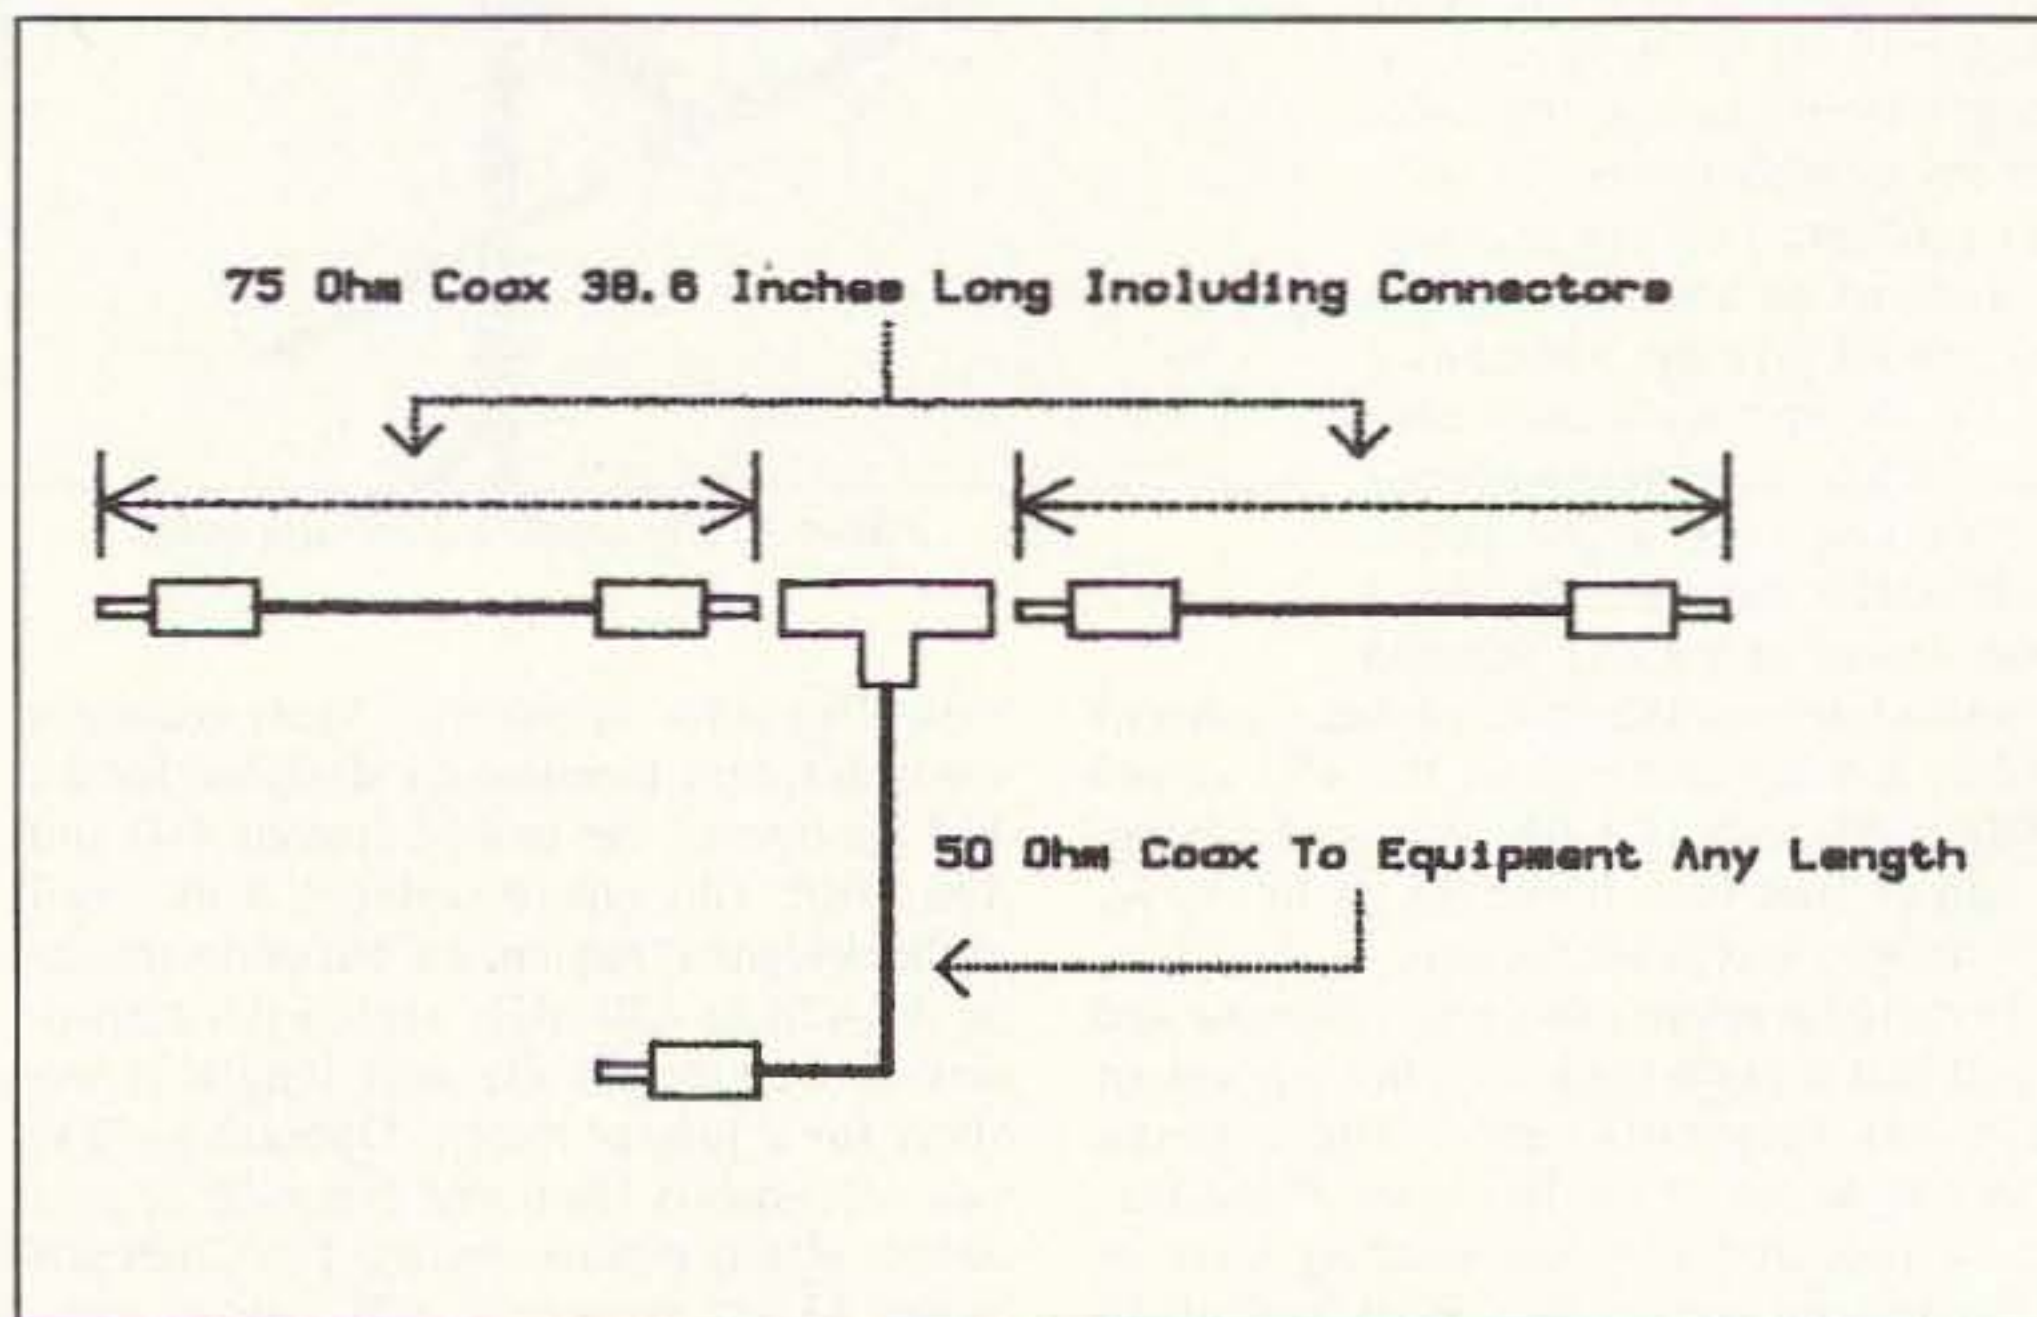 75 Ohm Coax 38.6 Inches Long Including Connectors
50 Ohm Coax To Equipment Any Length